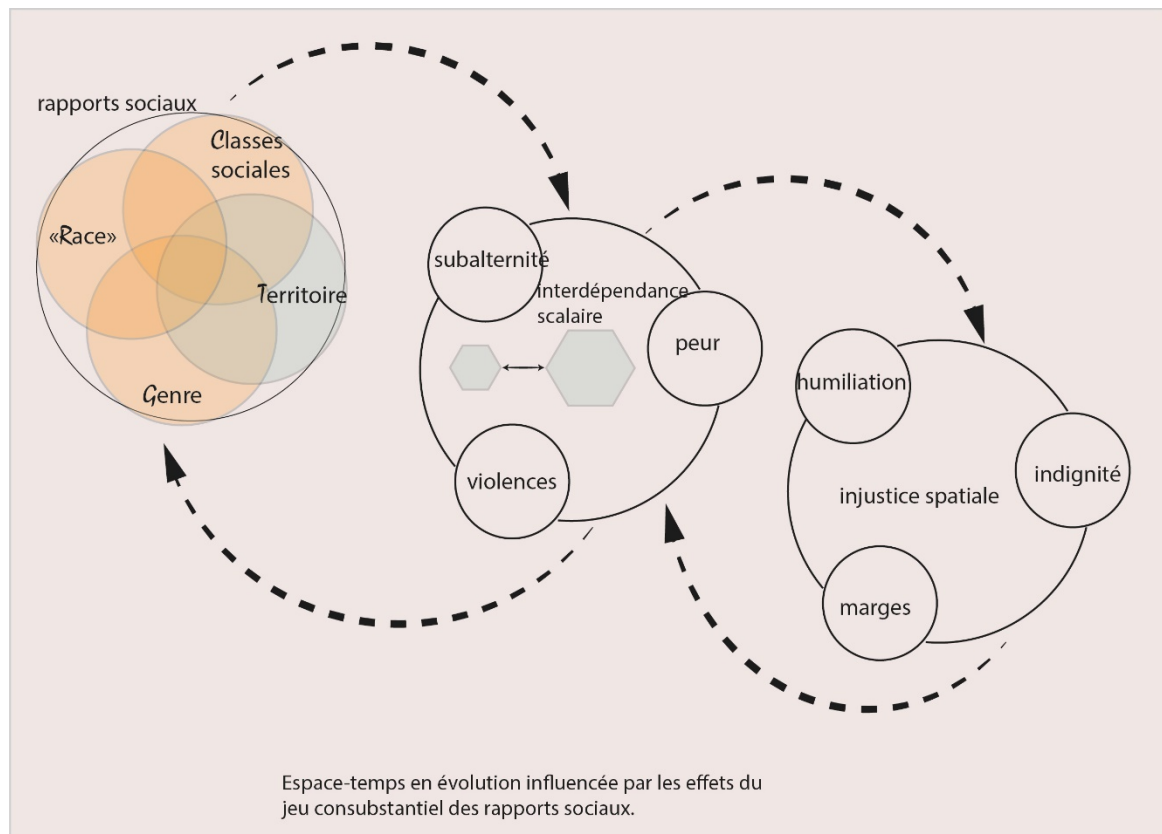 rapports sociaux
Classes
sociales
«Race»
Territoire
Genre
subalternité
interdépendance
scalaire
peur
violences
humiliation
indignité
injustice spatiale
marges
Espace-temps en évolution influencée par les effets du
jeu consubstantiel des rapports sociaux.